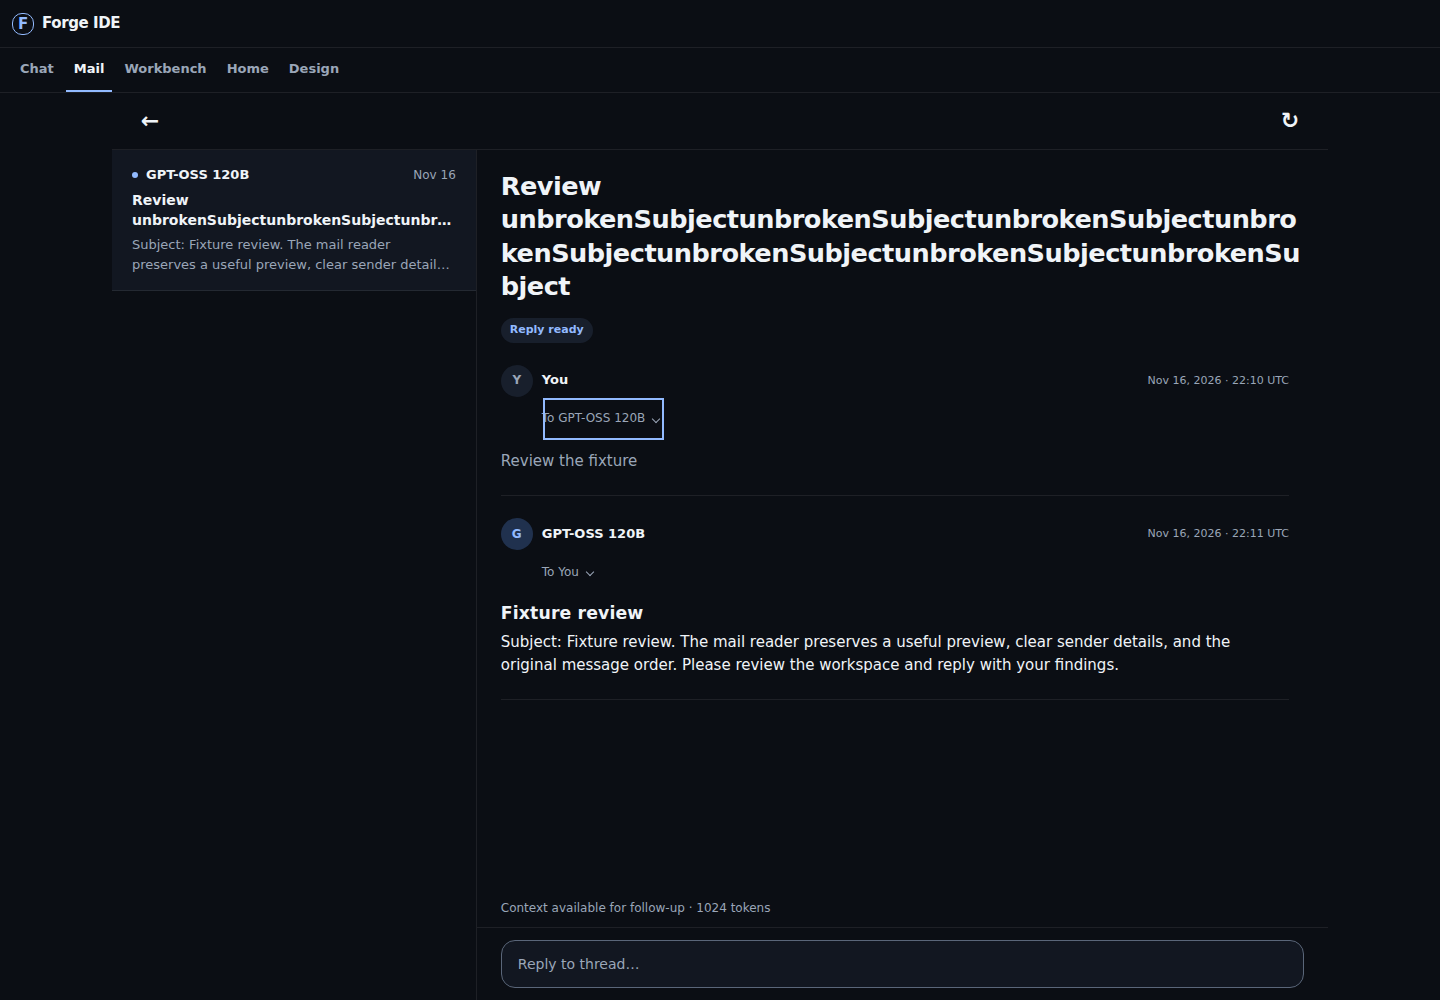 F Forge IDE
Chat Mail Workbench Home Design
← ↻
GPT-OSS 120B Nov 16
Review
unbrokenSubjectunbrokenSubjectunbr…
Subject: Fixture review. The mail reader
preserves a useful preview, clear sender detail…
Review
unbrokenSubjectunbrokenSubjectunbrokenSubjectunbro
kenSubjectunbrokenSubjectunbrokenSubjectunbrokenSu
bject
Reply ready
Y You Nov 16, 2026 · 22:10 UTC
To GPT-OSS 120B
Review the fixture
G GPT-OSS 120B Nov 16, 2026 · 22:11 UTC
To You
Fixture review
Subject: Fixture review. The mail reader preserves a useful preview, clear sender details, and the
original message order. Please review the workspace and reply with your findings.
Context available for follow-up · 1024 tokens
Reply to thread…